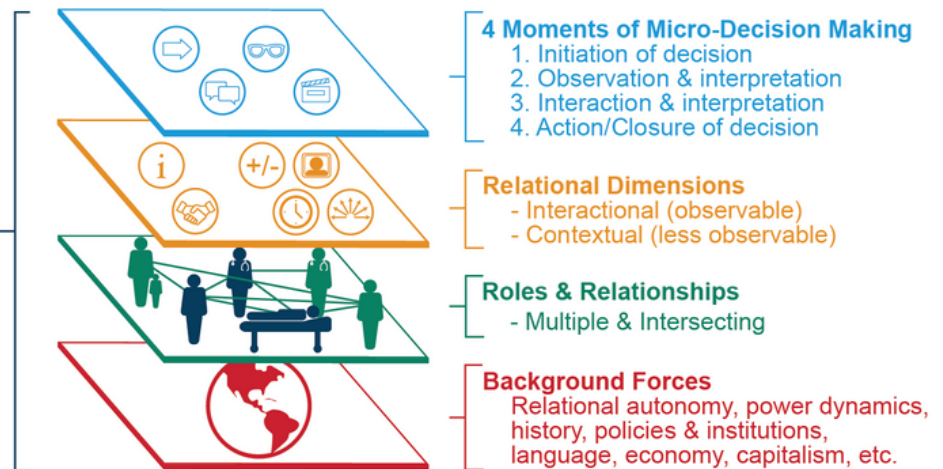 4 Moments of Micro-Decision Making
1. Initiation of decision
2. Observation & interpretation
3. Interaction & interpretation
4. Action/Closure of decision
i
+/-
Relational Dimensions
- Interactional (observable)
- Contextual (less observable)
Roles & Relationships
- Multiple & Intersecting
Background Forces
Relational autonomy, power dynamics,
history, policies & institutions,
language, economy, capitalism, etc.